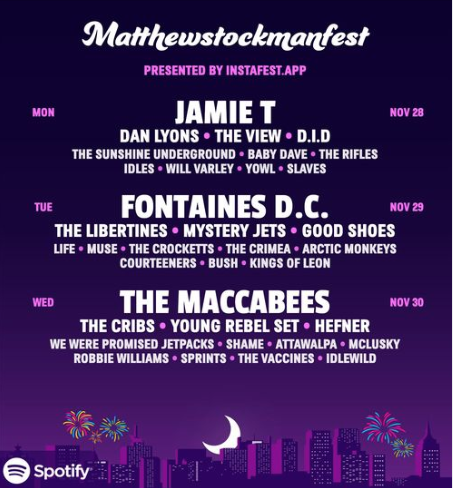 Matthewstockmanfest
PRESENTED BY INSTAFEST.APP
MON
JAMIE T
NOV 28
DAN LYONS • THE VIEW • D.I.D
THE SUNSHINE UNDERGROUND • BABY DAVE • THE RIFLES
IDLES • WILL VARLEY • YOWL • SLAVES
TUE
FONTAINES D.C.
NOV 29
THE LIBERTINES • MYSTERY JETS • GOOD SHOES
LIFE • MUSE • THE CROCKETTS • THE CRIMEA • ARCTIC MONKEYS
COURTEENERS • BUSH • KINGS OF LEON
WED
THE MACCABEES
NOV 30
THE CRIBS • YOUNG REBEL SET • HEFNER
WE WERE PROMISED JETPACKS • SHAME • ATTAWALPA • MCLUSKY
ROBBIE WILLIAMS • SPRINTS • THE VACCINES • IDLEWILD
Spotify